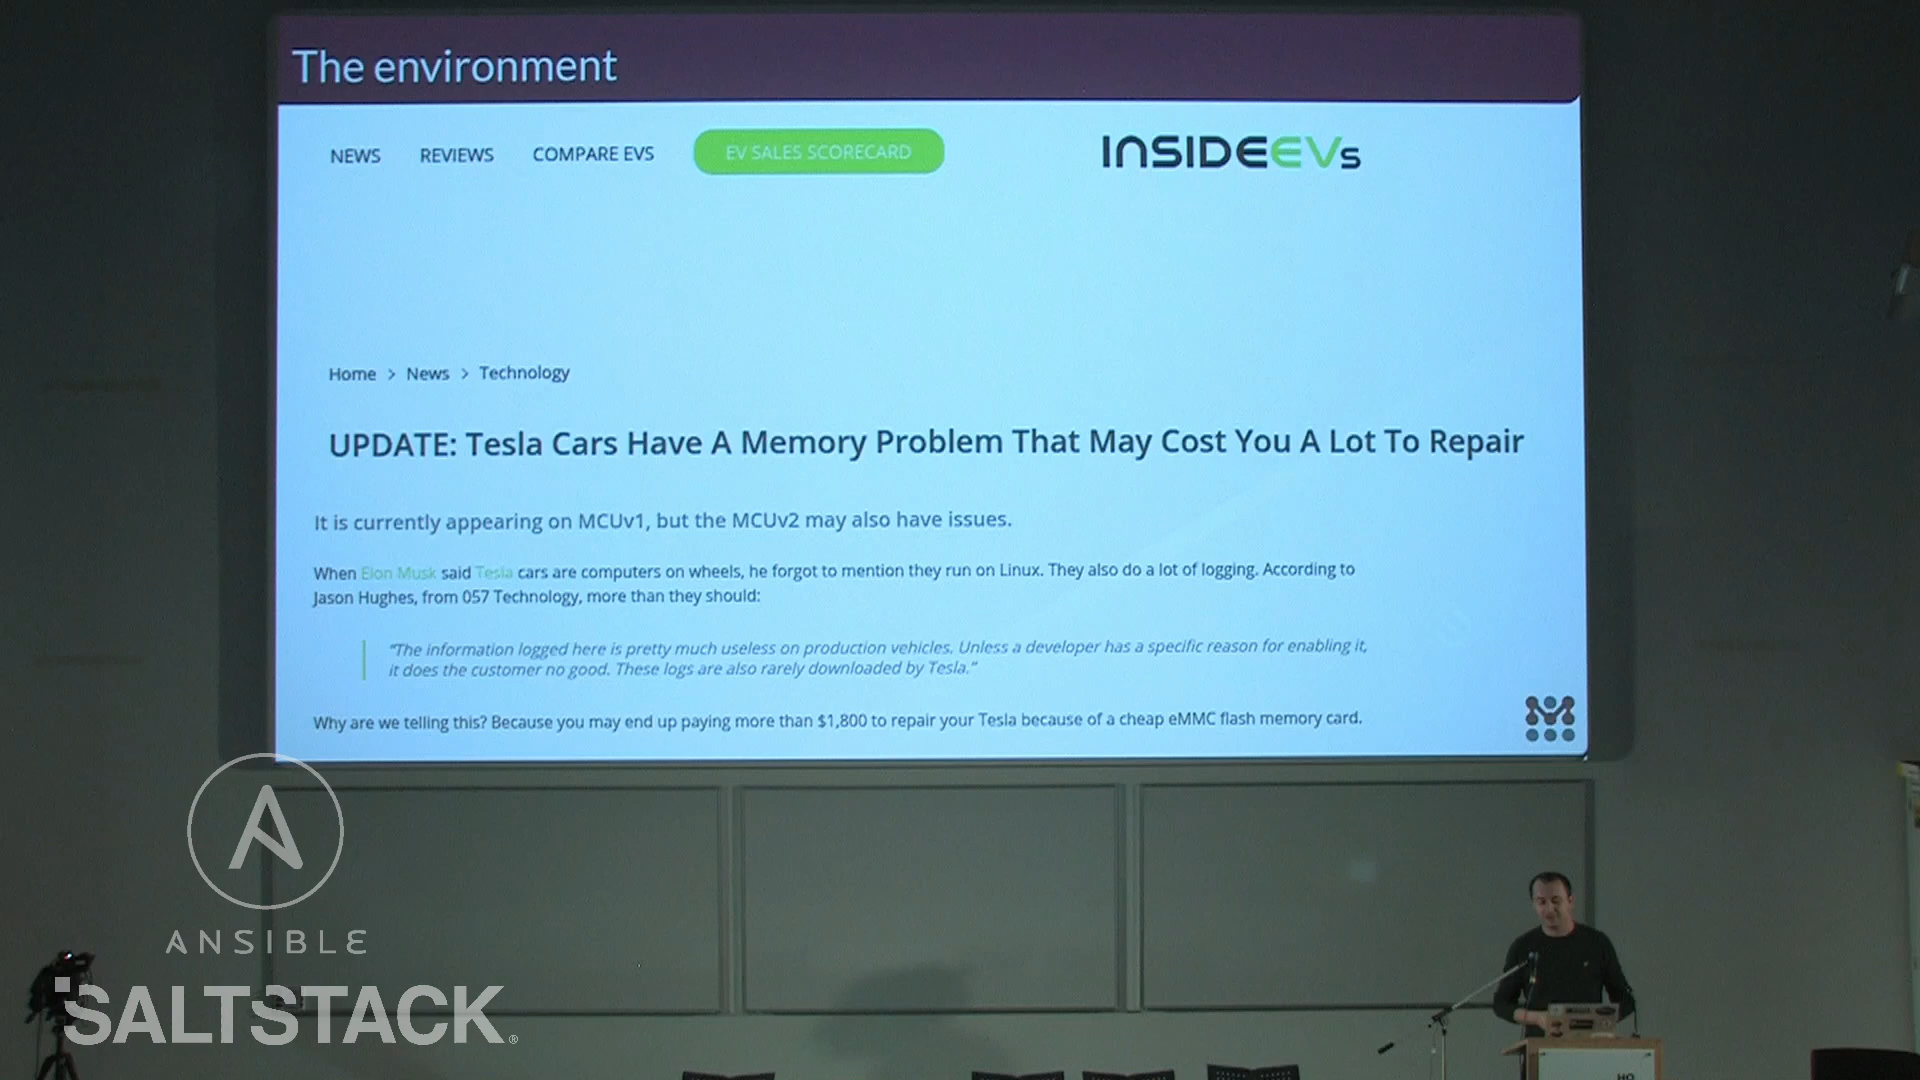 The environment
NEWS REVIEWS COMPARE EVS EV SALES SCORECARD INSIDEEVs
Home > News > Technology
UPDATE: Tesla Cars Have A Memory Problem That May Cost You A Lot To Repair
It is currently appearing on MCUv1, but the MCUv2 may also have issues.
When Elon Musk said Tesla cars are computers on wheels, he forgot to mention they run on Linux. They also do a lot of logging. According to
Jason Hughes, from 057 Technology, more than they should:
“The information logged here is pretty much useless on production vehicles. Unless a developer has a specific reason for enabling it,
it does the customer no good. These logs are also rarely downloaded by Tesla.”
Why are we telling this? Because you may end up paying more than $1,800 to repair your Tesla because of a cheap eMMC flash memory card.
ANSIBLE
SALTSTACK®